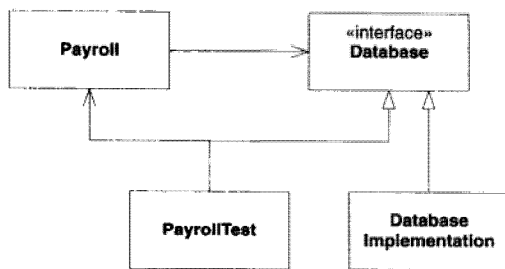 Payroll
«interface»
Database
PayrollTest
Database
Implementation